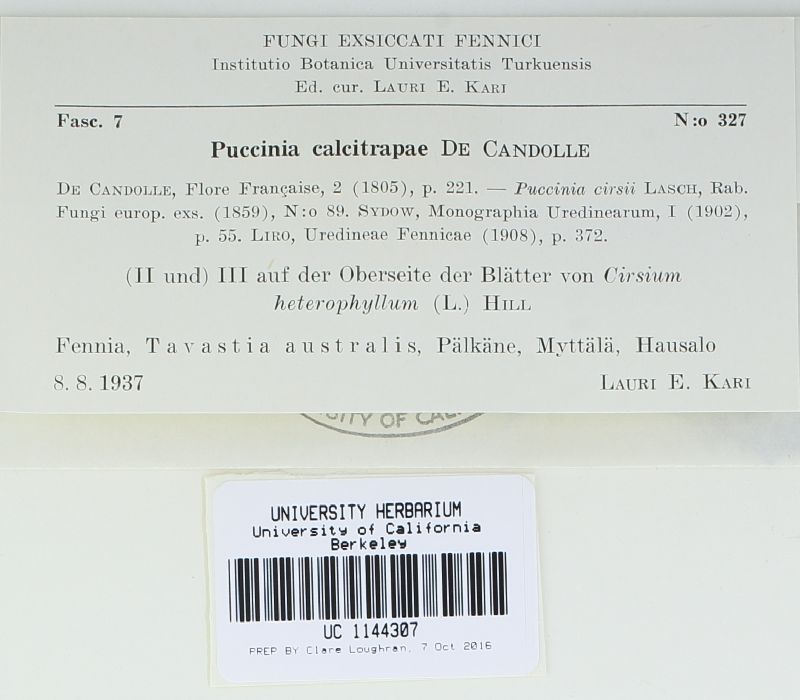 FUNGI EXSICCATI FENNICI
Institutio Botanica Universitatis Turkuensis
Ed. cur. LAURI E. KARI
Fasc. 7 N:o 327
Puccinia calcitrapae DE CANDOLLE
DE CANDOLLE, Flore Française, 2 (1805), p. 221. — Puccinia cirsii LASCH, Rab.
Fungi europ. exs. (1859), N:o 89. SYDOW, Monographia Uredinearum, I (1902),
p. 55. LIRO, Uredineae Fennicae (1908), p. 372.
(II und) III auf der Oberseite der Blätter von Cirsium
heterophyllum (L.) HILL
Fennia, Tavastia australis, Pälkäne, Myttälä, Hausalo
8. 8. 1937 LAURI E. KARI
OF
UNIVERSITY HERBARIUM
University of California
Berkeley
UC 1144307
PREP BY Clare Loughran, 7 Oct 2016